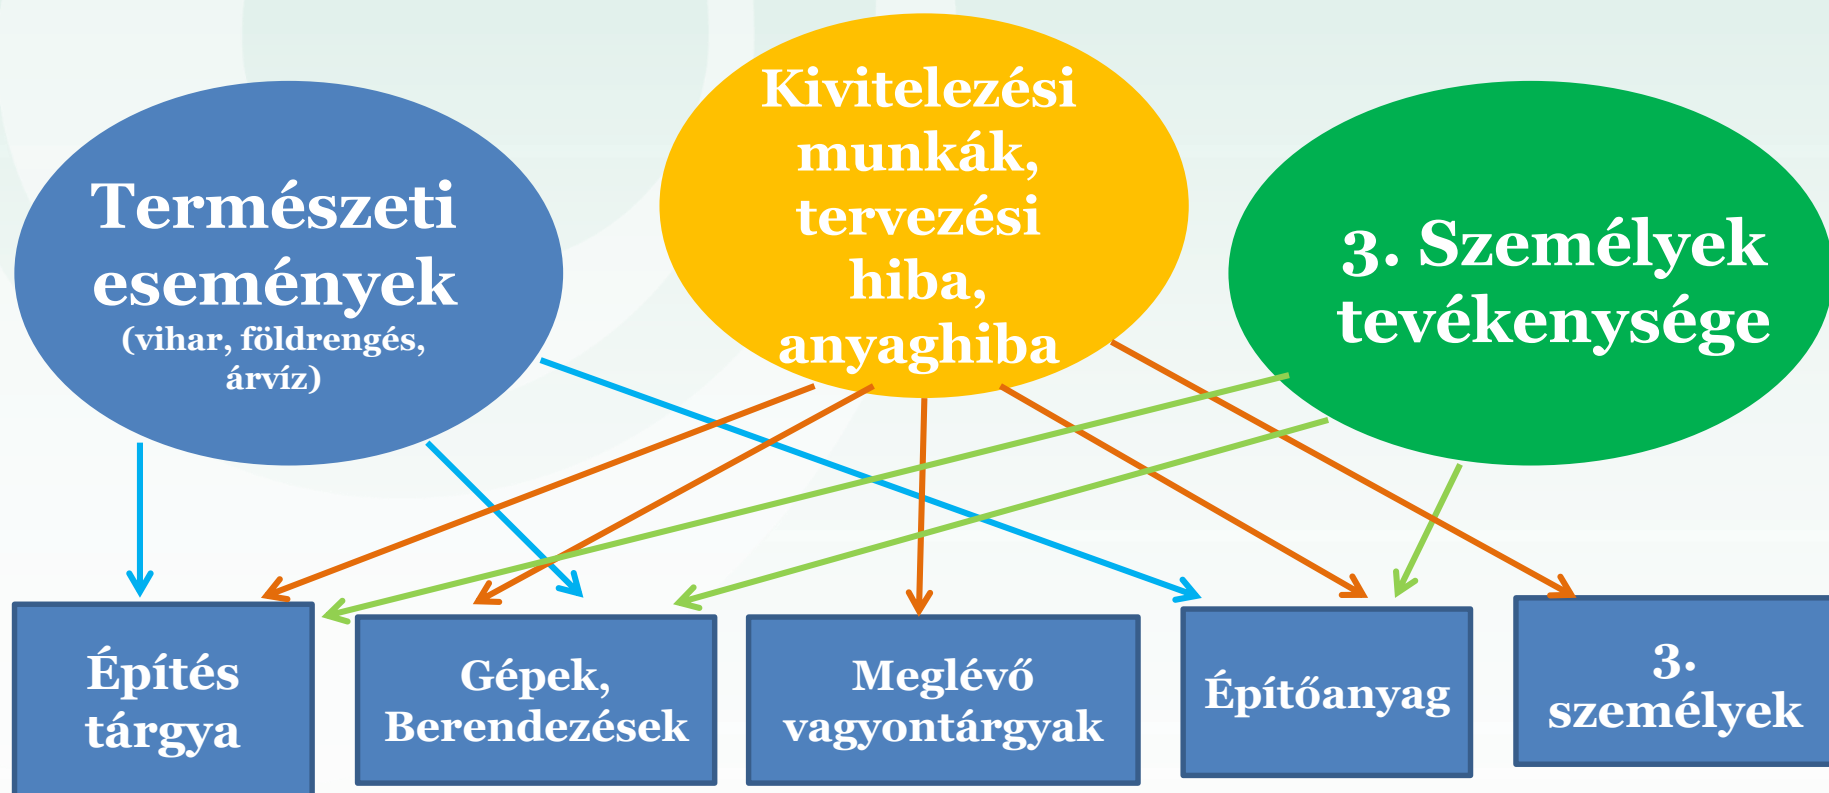 Természeti
események
(vihar, földrengés,
árvíz)
Kivitelezési
munkák,
tervezési
hiba,
anyaghiba
3. Személyek
tevékenysége
Építés
tárgya
Gépek,
Berendezések
Meglévő
vagyontárgyak
Építőanyag
3.
személyek